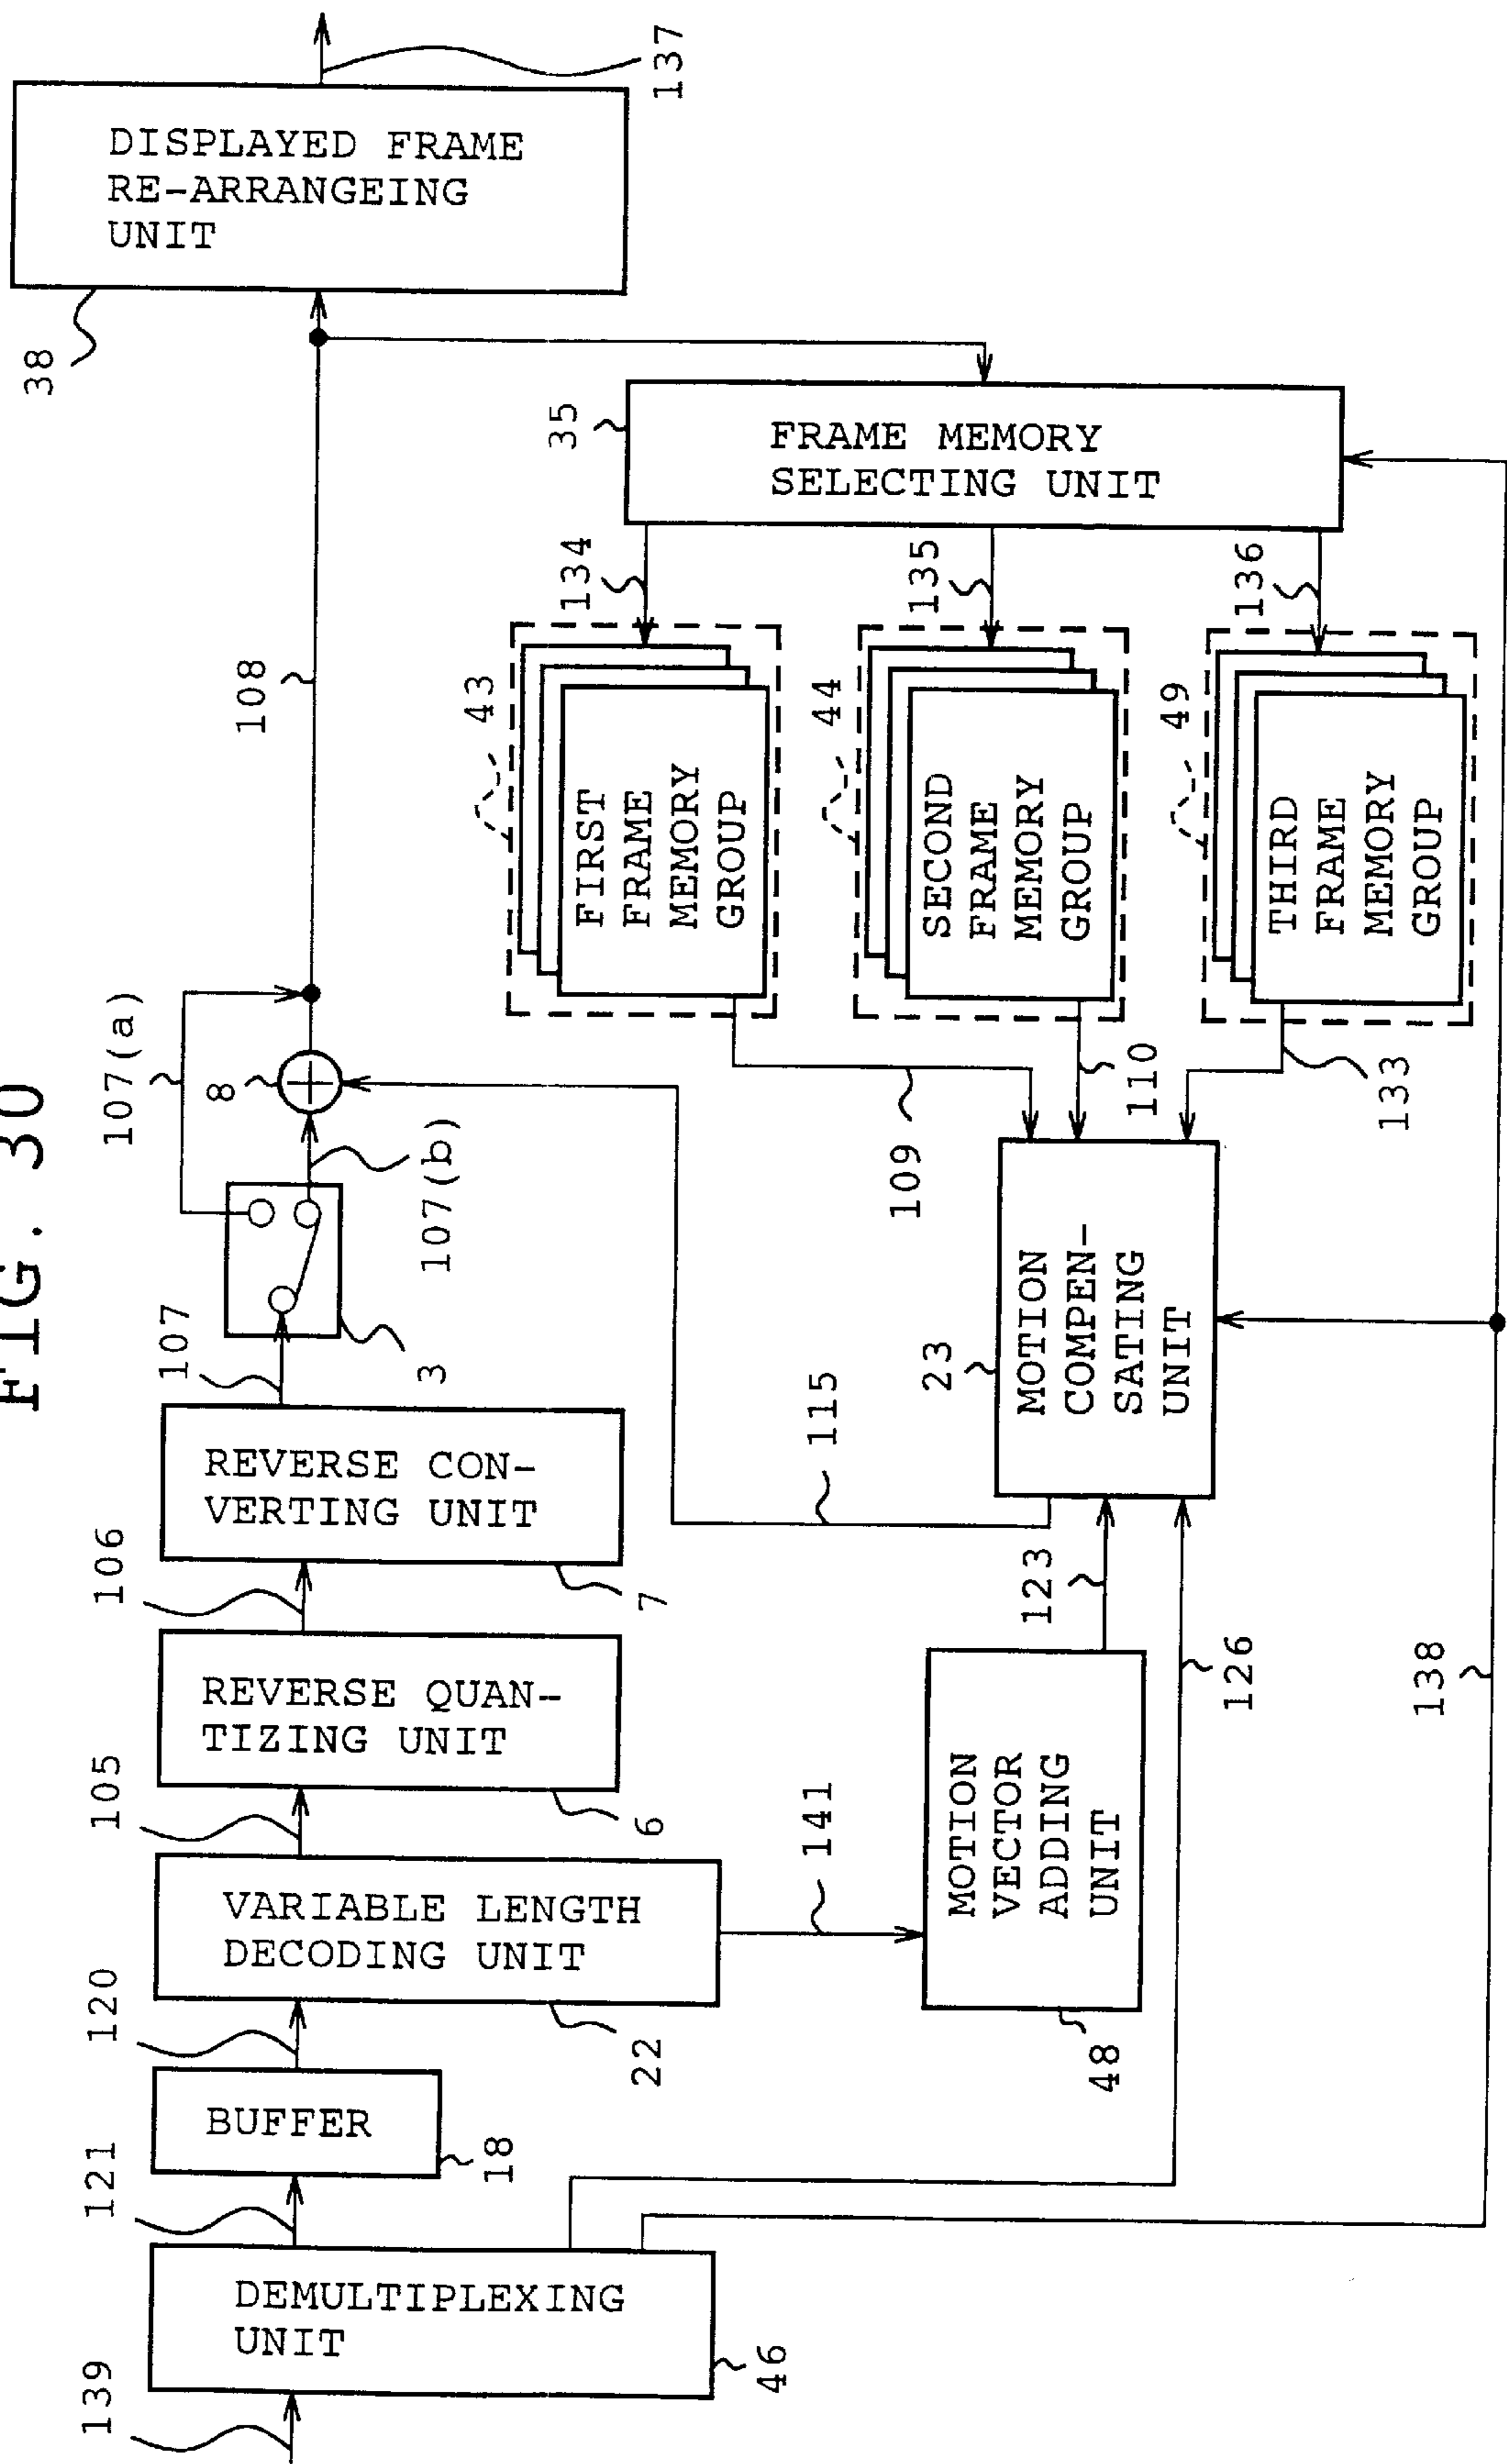 FIG. 30
139
DEMULTIPLEXING
UNIT
46
121
BUFFER
18
120
VARIABLE LENGTH
DECODING UNIT
22
105
REVERSE QUAN-
TIZING UNIT
6
106
REVERSE CON-
VERTING UNIT
7
107
3
107(a)
107(b)
8
108
DISPLAYED FRAME
RE-ARRANGEING
UNIT
38
137
141
MOTION
VECTOR
ADDING
UNIT
48
123
126
138
115
23
MOTION
COMPEN-
SATING
UNIT
109
110
133
43
FIRST
FRAME
MEMORY
GROUP
44
SECOND
FRAME
MEMORY
GROUP
49
THIRD
FRAME
MEMORY
GROUP
134
135
136
35
FRAME MEMORY
SELECTING UNIT